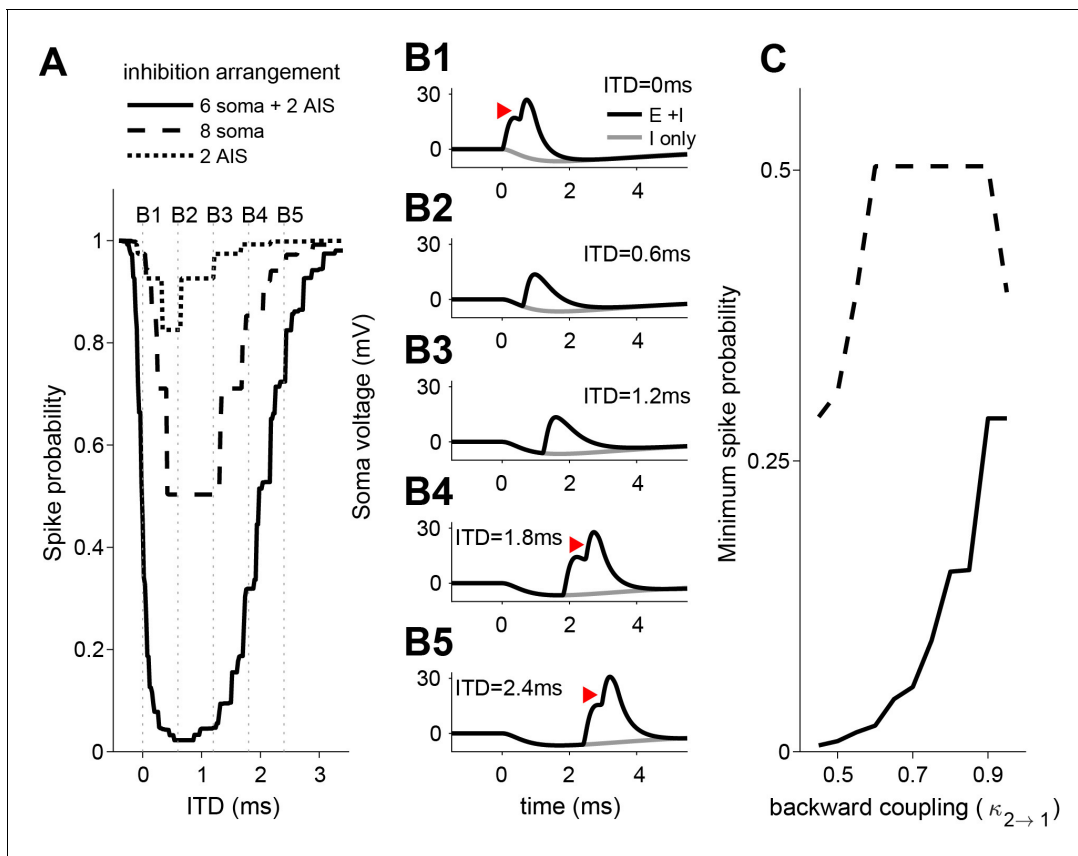 A
inhibition arrangement
6 soma + 2 AIS
8 soma
2 AIS
B1 B2 B3 B4 B5
1
0.8
0.6
0.4
0.2
0
Spike probability
0 1 2 3
ITD (ms)
B1
ITD=0ms
E +I
I only
30
0
0 2 4
B2
ITD=0.6ms
30
0
0 2 4
B3
ITD=1.2ms
30
0
0 2 4
B4
ITD=1.8ms
30
0
0 2 4
B5
ITD=2.4ms
30
0
0 2 4
Soma voltage (mV)
time (ms)
C
0.5
0.25
0
Minimum spike probability
0.5 0.7 0.9
backward coupling ( κ2→1 )